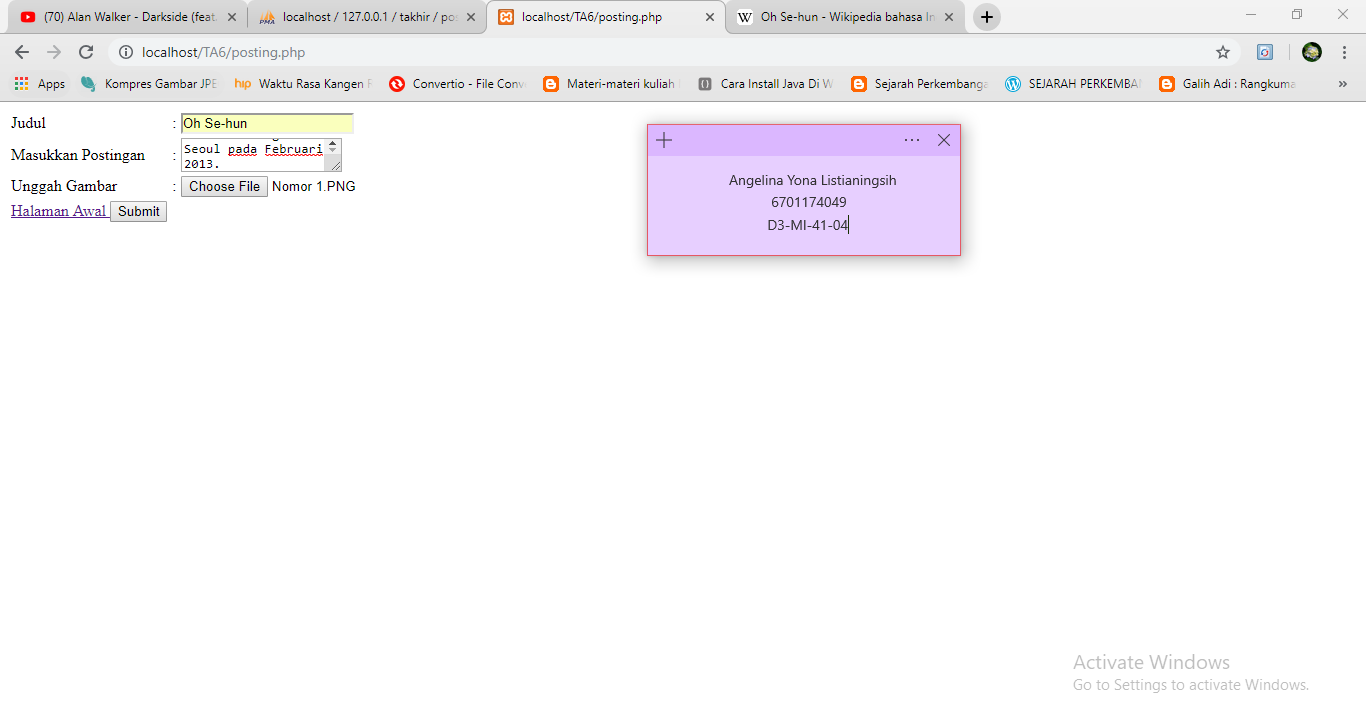 (70) Alan Walker - Darkside (feat.
localhost / 127.0.0.1 / takhir / pos
localhost/TA6/posting.php
Oh Se-hun - Wikipedia bahasa In
localhost/TA6/posting.php
Apps
Kompres Gambar JPE
hip Waktu Rasa Kangen
Convertio - File Conv
Materi-materi kuliah
Cara Install Java Di W
Sejarah Perkembanga
SEJARAH PERKEMBA
Galih Adi : Rangkuma
Judul : Oh Se-hun
Masukkan Postingan : Seoul pada Februari
2013.
Unggah Gambar : Choose File Nomor 1.PNG
Halaman Awal Submit
Angelina Yona Listianingsih
6701174049
D3-MI-41-04
Activate Windows
Go to Settings to activate Windows.